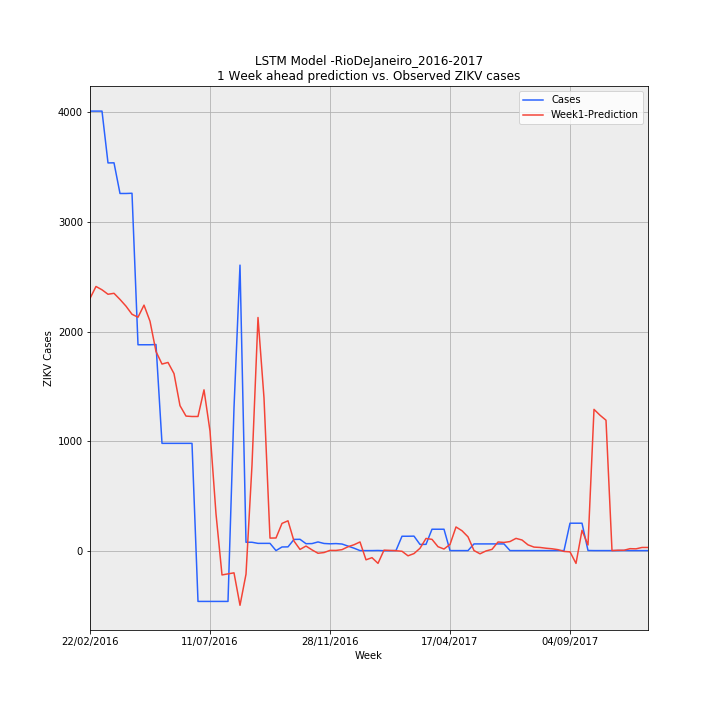 LSTM Model -RioDeJaneiro_2016-2017
1 Week ahead prediction vs. Observed ZIKV cases
Cases
Week1-Prediction
ZIKV Cases
4000
3000
2000
1000
0
22/02/2016
11/07/2016
28/11/2016
17/04/2017
04/09/2017
Week